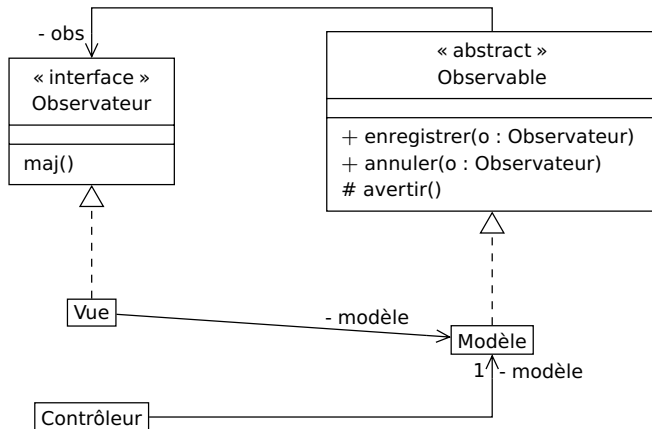 - obs
« interface »
Observateur
maj()
« abstract »
Observable
+ enregistrer(o : Observateur)
+ annuler(o : Observateur)
# avertir()
Vue
- modèle
Modèle
1
- modèle
Contrôleur